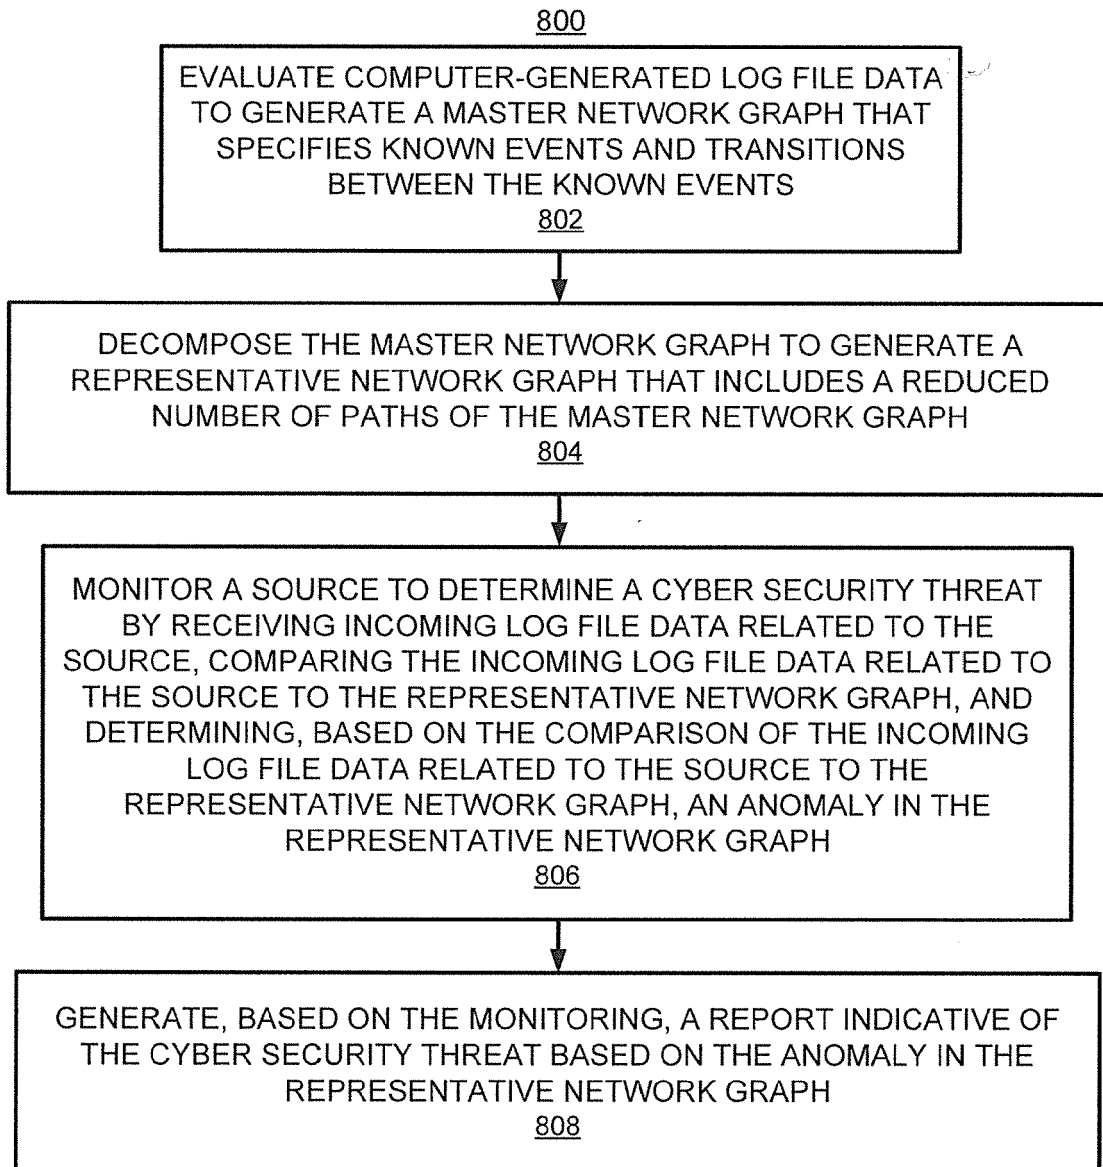 800
EVALUATE COMPUTER-GENERATED LOG FILE DATA
TO GENERATE A MASTER NETWORK GRAPH THAT
SPECIFIES KNOWN EVENTS AND TRANSITIONS
BETWEEN THE KNOWN EVENTS
802
DECOMPOSE THE MASTER NETWORK GRAPH TO GENERATE A
REPRESENTATIVE NETWORK GRAPH THAT INCLUDES A REDUCED
NUMBER OF PATHS OF THE MASTER NETWORK GRAPH
804
MONITOR A SOURCE TO DETERMINE A CYBER SECURITY THREAT
BY RECEIVING INCOMING LOG FILE DATA RELATED TO THE
SOURCE, COMPARING THE INCOMING LOG FILE DATA RELATED TO
THE SOURCE TO THE REPRESENTATIVE NETWORK GRAPH, AND
DETERMINING, BASED ON THE COMPARISON OF THE INCOMING
LOG FILE DATA RELATED TO THE SOURCE TO THE
REPRESENTATIVE NETWORK GRAPH, AN ANOMALY IN THE
REPRESENTATIVE NETWORK GRAPH
806
GENERATE, BASED ON THE MONITORING, A REPORT INDICATIVE OF
THE CYBER SECURITY THREAT BASED ON THE ANOMALY IN THE
REPRESENTATIVE NETWORK GRAPH
808